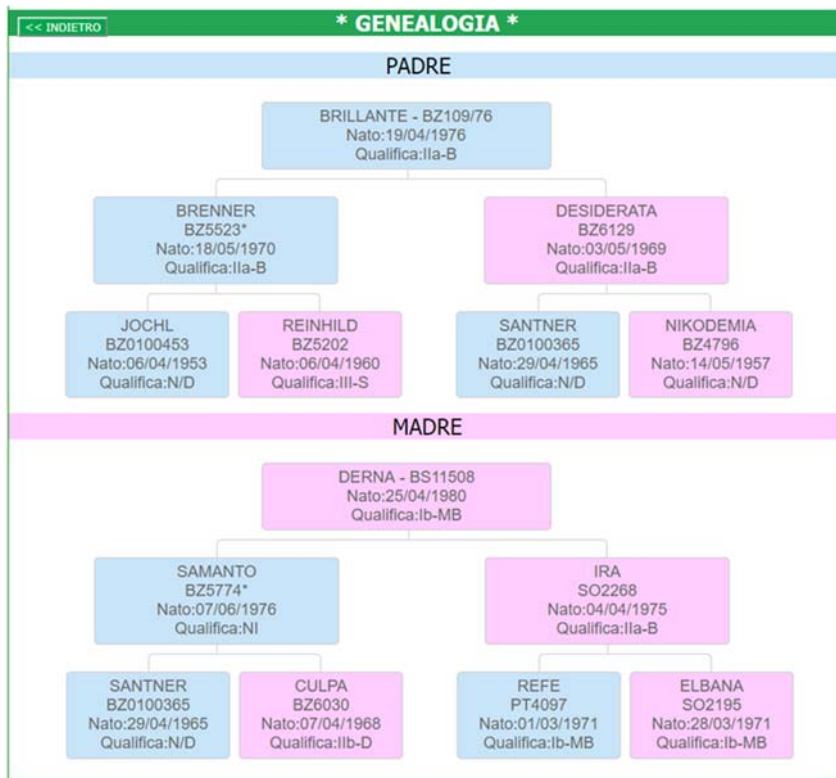 << INDIETRO
* GENEALOGIA *
PADRE
BRILLANTE - BZ109/76
Nato:19/04/1976
Qualifica:IIa-B
BRENNER
BZ5523*
Nato:18/05/1970
Qualifica:IIa-B
DESIDERATA
BZ6129
Nato:03/05/1969
Qualifica:IIa-B
JOCHL
BZ0100453
Nato:06/04/1953
Qualifica:N/D
REINHILD
BZ5202
Nato:06/04/1960
Qualifica:III-S
SANTNER
BZ0100365
Nato:29/04/1965
Qualifica:N/D
NIKODEMIA
BZ4796
Nato:14/05/1957
Qualifica:N/D
MADRE
DERNA - BS11508
Nato:25/04/1980
Qualifica:Ib-MB
SAMANTO
BZ5774*
Nato:07/06/1976
Qualifica:NI
IRA
SO2268
Nato:04/04/1975
Qualifica:IIa-B
SANTNER
BZ0100365
Nato:29/04/1965
Qualifica:N/D
CULPA
BZ6030
Nato:07/04/1968
Qualifica:IIb-D
REFE
PT4097
Nato:01/03/1971
Qualifica:Ib-MB
ELBANA
SO2195
Nato:28/03/1971
Qualifica:Ib-MB